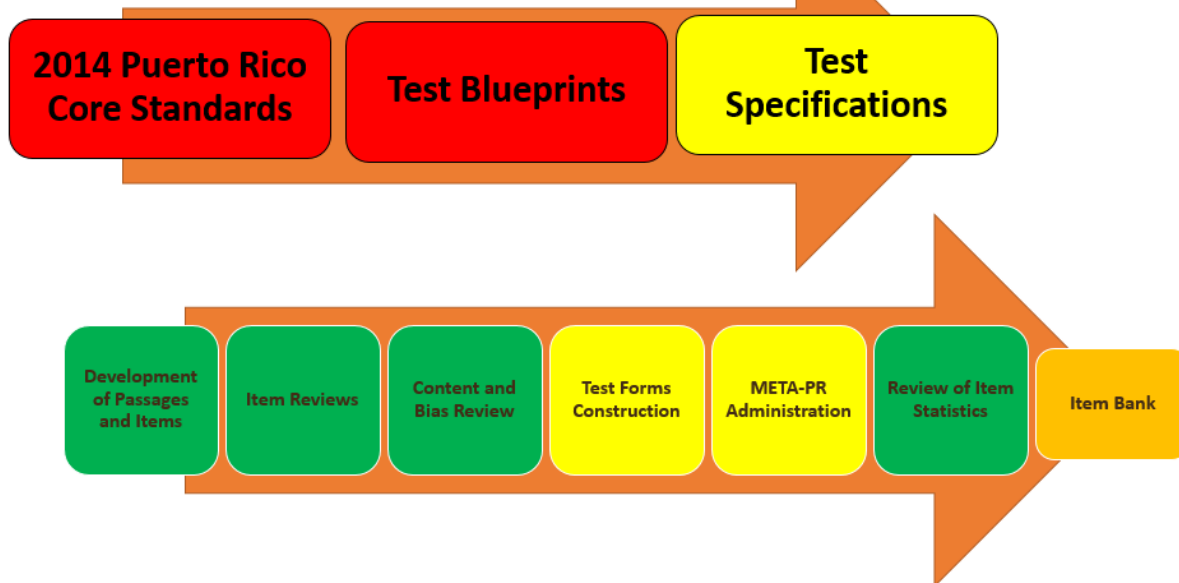 2014 Puerto Rico
Core Standards
Test Blueprints
Test
Specifications
Development
of Passages
and Items
Item Reviews
Content and
Bias Review
Test Forms
Construction
META-PR
Administration
Review of Item
Statistics
Item Bank